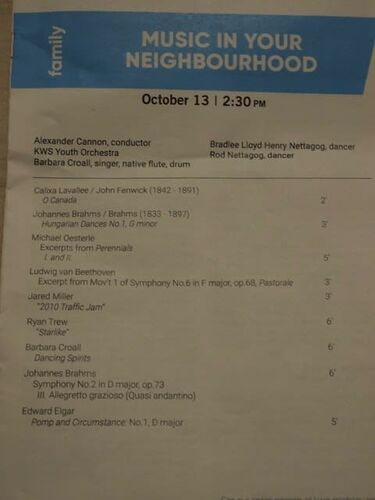 family
MUSIC IN YOUR
NEIGHBOURHOOD
October 13 | 2:30 PM
Alexander Cannon, conductor
KWS Youth Orchestra
Barbara Croall, singer, native flute, drum
Bradlee Lloyd Henry Nettagog, dancer
Rod Nettagog, dancer
Calixa Lavallee / John Fenwick (1842 - 1891)
O Canada 2'
Johannes Brahms / Brahms (1833 - 1897)
Hungarian Dances No.1, G minor 3'
Michael Oesterle
Excerpts from Perennials
I. and II. 5'
Ludwig van Beethoven
Excerpt from Mov't 1 of Symphony No.6 in F major, op.68, Pastorale 3'
Jared Miller 3'
"2010 Traffic Jam"
Ryan Trew 6'
"Starlike"
Barbara Croall 6'
Dancing Spirits
Johannes Brahms 6'
Symphony No.2 in D major, op.73
III. Allegretto grazioso (Quasi andantino)
Edward Elgar
Pomp and Circumstance: No.1, D major 5'